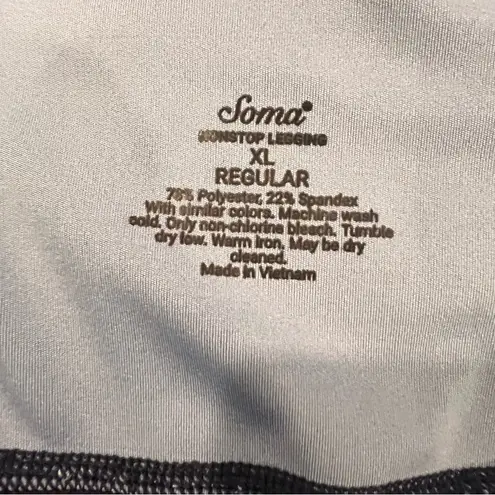 Soma
NONSTOP LEGGING
XL
REGULAR
78% Polyester, 22% Spandex
With similar colors. Machine wash
cold. Only non-chlorine bleach. Tumble
dry low. Warm iron. May be dry
cleaned.
Made in Vietnam